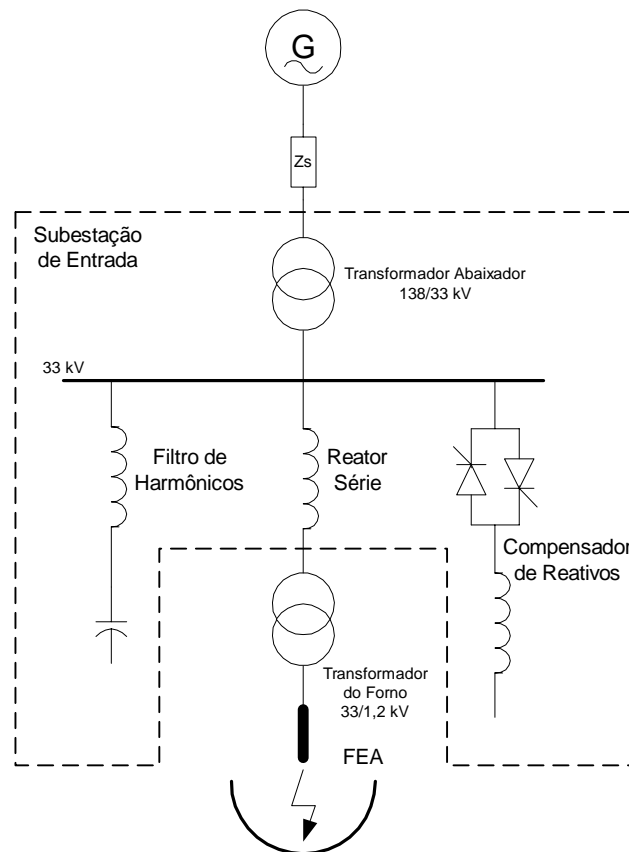 G
Zs
Subestação
de Entrada
Transformador Abaixador
138/33 kV
33 kV
Filtro de
Harmônicos
Reator
Série
Compensador
de Reativos
Transformador
do Forno
33/1,2 kV
FEA